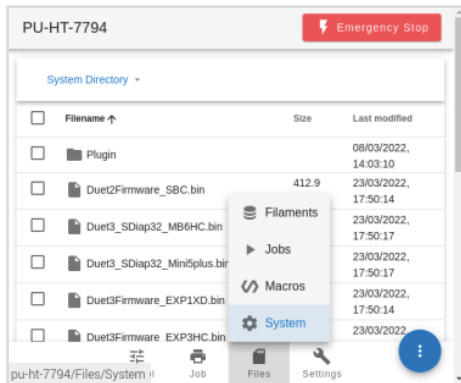 PU-HT-7794
Emergency Stop
System Directory
Filename
Size
Last modified
Plugin
08/03/2022,
14:03:10
Duet2Firmware_SBC.bin
412.9
23/03/2022,
17:50:14
Duet3_SDiap32_MB6HC.bin
23/03/2022,
17:50:17
Duet3_SDiap32_Mini5plus.bin
23/03/2022,
17:50:17
Duet3Firmware_EXP1XD.bin
23/03/2022,
17:50:14
Duet3Firmware_EXP3HC.bin
23/03/2022,
Filaments
Jobs
Macros
System
Job
Files
Settings
pu-ht-7794/Files/System